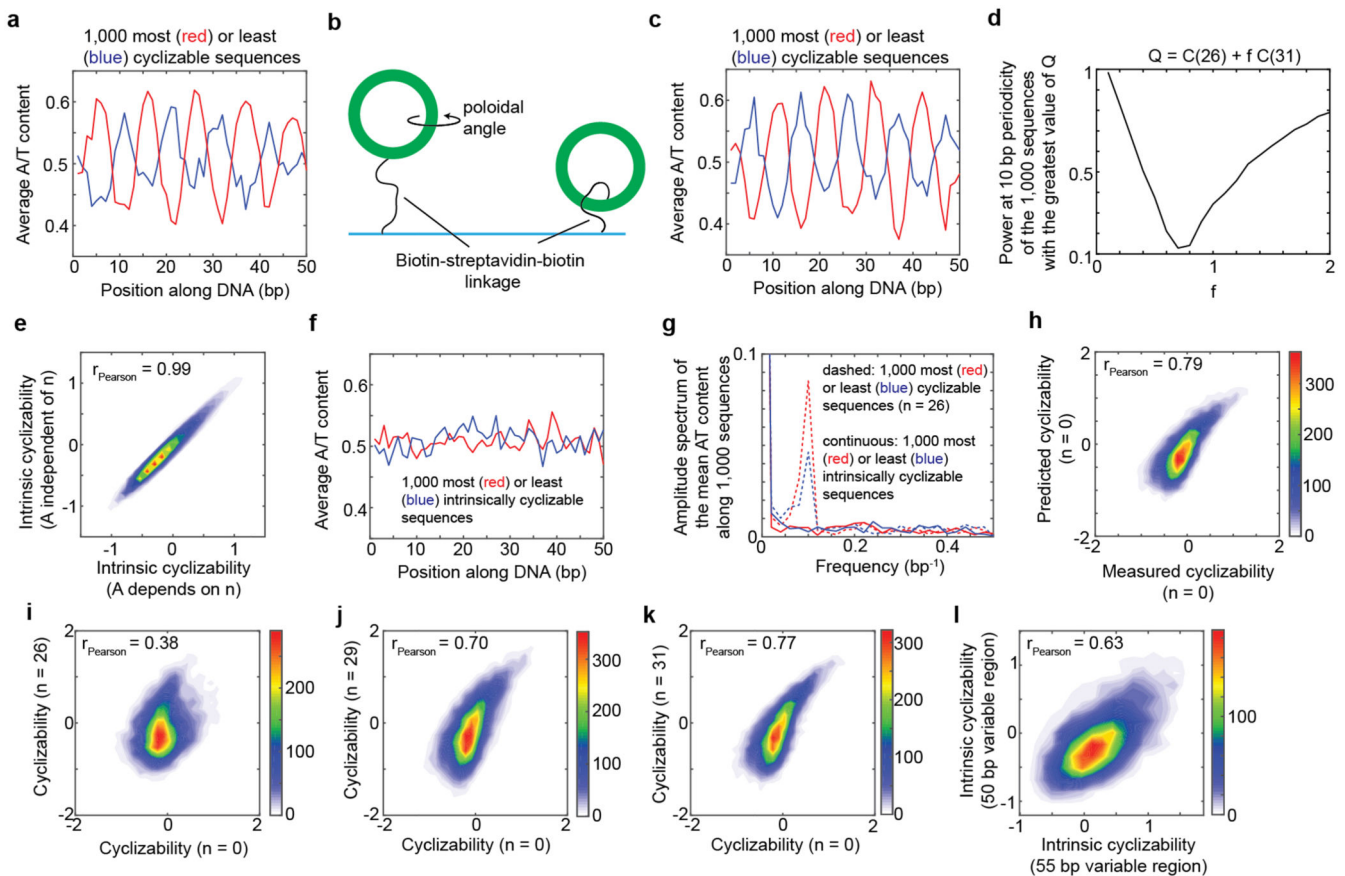 a
1,000 most (red) or least
(blue) cyclizable sequences
Average A/T content
0.6
0.5
0.4
0 10 20 30 40 50
Position along DNA (bp)
b
poloidal
angle
Biotin-streptavidin-biotin
linkage
c
1,000 most (red) or least
(blue) cyclizable sequences
Average A/T content
0.6
0.5
0.4
0 10 20 30 40 50
Position along DNA (bp)
d
Q = C(26) + f C(31)
Power at 10 bp periodicity
of the 1,000 sequences
with the greatest value of Q
1
0.5
0.1
0 1 2
f
e
rPearson = 0.99
Intrinsic cyclizability
(A independent of n)
1
0
-1
-1 0 1
Intrinsic cyclizability
(A depends on n)
f
Average A/T content
0.6
0.5
0.4
1,000 most (red) or least
(blue) intrinsically cyclizable
sequences
0 10 20 30 40 50
Position along DNA (bp)
g
Amplitude spectrum of
the mean AT content
along 1,000 sequences
0.1
0
dashed: 1,000 most (red)
or least (blue) cyclizable
sequences (n = 26)
continuous: 1,000 most
(red) or least (blue)
intrinsically cyclizable
sequences
0 0.2 0.4
Frequency (bp-1)
h
rPearson = 0.79
Predicted cyclizability
(n = 0)
2
0
-2
-2 0 2
Measured cyclizability
(n = 0)
300
200
100
0
i
rPearson = 0.38
Cyclizability (n = 26)
2
0
-2
-2 0 2
Cyclizability (n = 0)
200
100
0
j
rPearson = 0.70
Cyclizability (n = 29)
2
0
-2
-2 0 2
Cyclizability (n = 0)
300
200
100
0
k
rPearson = 0.77
Cyclizability (n = 31)
2
0
-2
-2 0 2
Cyclizability (n = 0)
300
200
100
0
l
rPearson = 0.63
Intrinsic cyclizability
(50 bp variable region)
1
0
-1
-1 0 1
Intrinsic cyclizability
(55 bp variable region)
100
0